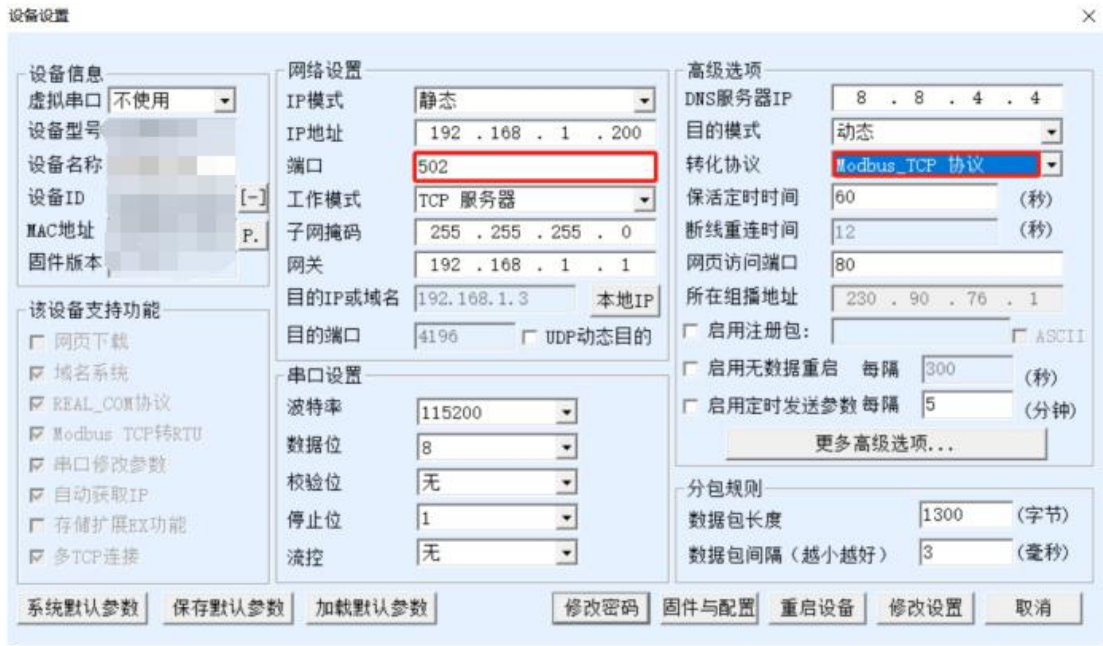 设备设置
设备信息
虚拟串口 不使用
设备型号
设备名称
设备ID [-]
MAC地址 P.
固件版本
该设备支持功能
网页下载
域名系统
REAL_COM协议
Modbus TCP转RTU
串口修改参数
自动获取IP
存储扩展EX功能
多TCP连接
网络设置
IP模式 静态
IP地址 192 . 168 . 1 . 200
端口 502
工作模式 TCP 服务器
子网掩码 255 . 255 . 255 . 0
网关 192 . 168 . 1 . 1
目的IP或域名 192.168.1.3 本地IP
目的端口 4196 UDP动态目的
串口设置
波特率 115200
数据位 8
校验位 无
停止位 1
流控 无
高级选项
DNS服务器IP 8 . 8 . 4 . 4
目的模式 动态
转化协议 Modbus_TCP 协议
保活定时时间 60 (秒)
断线重连时间 12 (秒)
网页访问端口 80
所在组播地址 230 . 90 . 76 . 1
启用注册包: ASCII
启用无数据重启 每隔 300 (秒)
启用定时发送参数 每隔 5 (分钟)
更多高级选项...
分包规则
数据包长度 1300 (字节)
数据包间隔(越小越好) 3 (毫秒)
系统默认参数 保存默认参数 加载默认参数 修改密码 固件与配置 重启设备 修改设置 取消